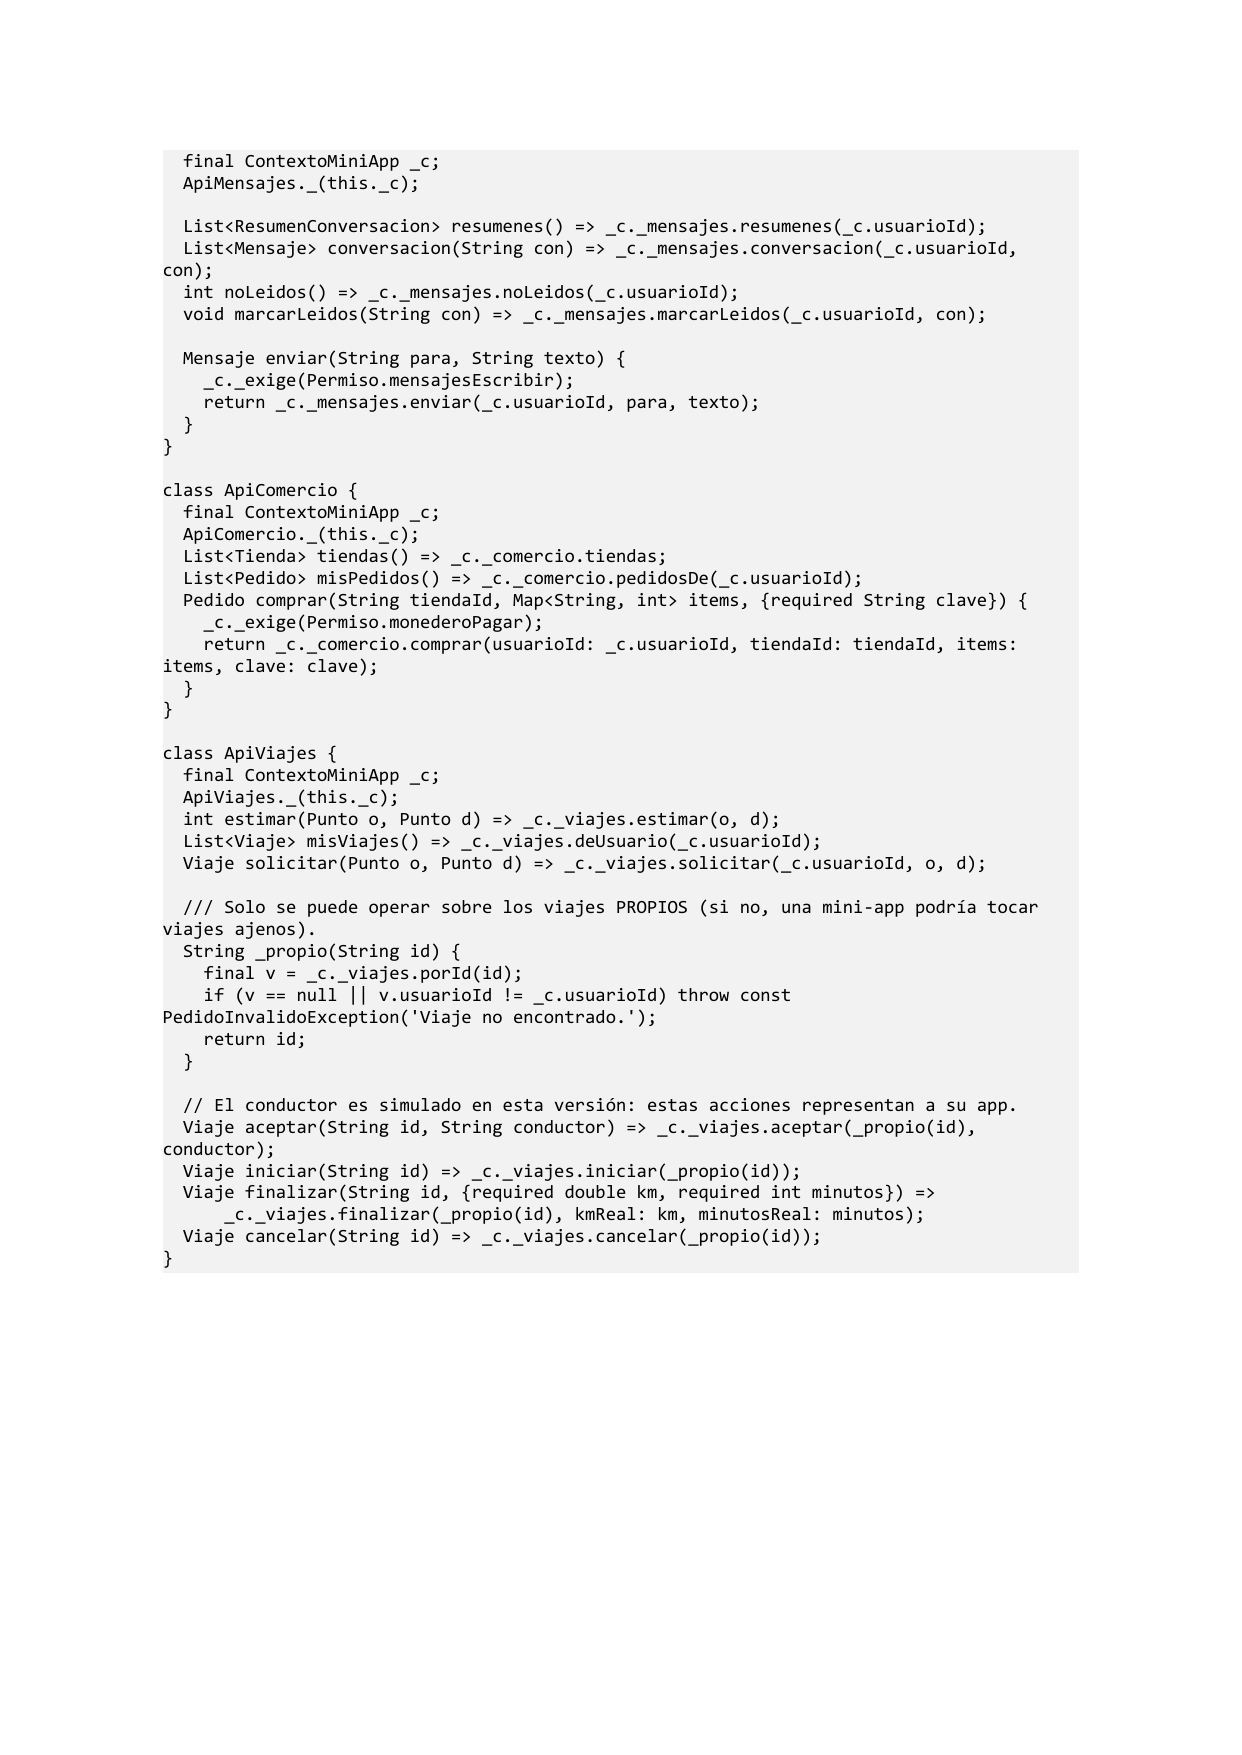 final ContextoMiniApp _c;
  ApiMensajes._(this._c);

  List<ResumenConversacion> resumenes() => _c._mensajes.resumenes(_c.usuarioId);
  List<Mensaje> conversacion(String con) => _c._mensajes.conversacion(_c.usuarioId,
con);
  int noLeidos() => _c._mensajes.noLeidos(_c.usuarioId);
  void marcarLeidos(String con) => _c._mensajes.marcarLeidos(_c.usuarioId, con);

  Mensaje enviar(String para, String texto) {
    _c._exige(Permiso.mensajesEscribir);
    return _c._mensajes.enviar(_c.usuarioId, para, texto);
  }
}

class ApiComercio {
  final ContextoMiniApp _c;
  ApiComercio._(this._c);
  List<Tienda> tiendas() => _c._comercio.tiendas;
  List<Pedido> misPedidos() => _c._comercio.pedidosDe(_c.usuarioId);
  Pedido comprar(String tiendaId, Map<String, int> items, {required String clave}) {
    _c._exige(Permiso.monederoPagar);
    return _c._comercio.comprar(usuarioId: _c.usuarioId, tiendaId: tiendaId, items:
items, clave: clave);
  }
}

class ApiViajes {
  final ContextoMiniApp _c;
  ApiViajes._(this._c);
  int estimar(Punto o, Punto d) => _c._viajes.estimar(o, d);
  List<Viaje> misViajes() => _c._viajes.deUsuario(_c.usuarioId);
  Viaje solicitar(Punto o, Punto d) => _c._viajes.solicitar(_c.usuarioId, o, d);

  /// Solo se puede operar sobre los viajes PROPIOS (si no, una mini-app podría tocar
viajes ajenos).
  String _propio(String id) {
    final v = _c._viajes.porId(id);
    if (v == null || v.usuarioId != _c.usuarioId) throw const
PedidoInvalidoException('Viaje no encontrado.');
    return id;
  }

  // El conductor es simulado en esta versión: estas acciones representan a su app.
  Viaje aceptar(String id, String conductor) => _c._viajes.aceptar(_propio(id),
conductor);
  Viaje iniciar(String id) => _c._viajes.iniciar(_propio(id));
  Viaje finalizar(String id, {required double km, required int minutos}) =>
      _c._viajes.finalizar(_propio(id), kmReal: km, minutosReal: minutos);
  Viaje cancelar(String id) => _c._viajes.cancelar(_propio(id));
}